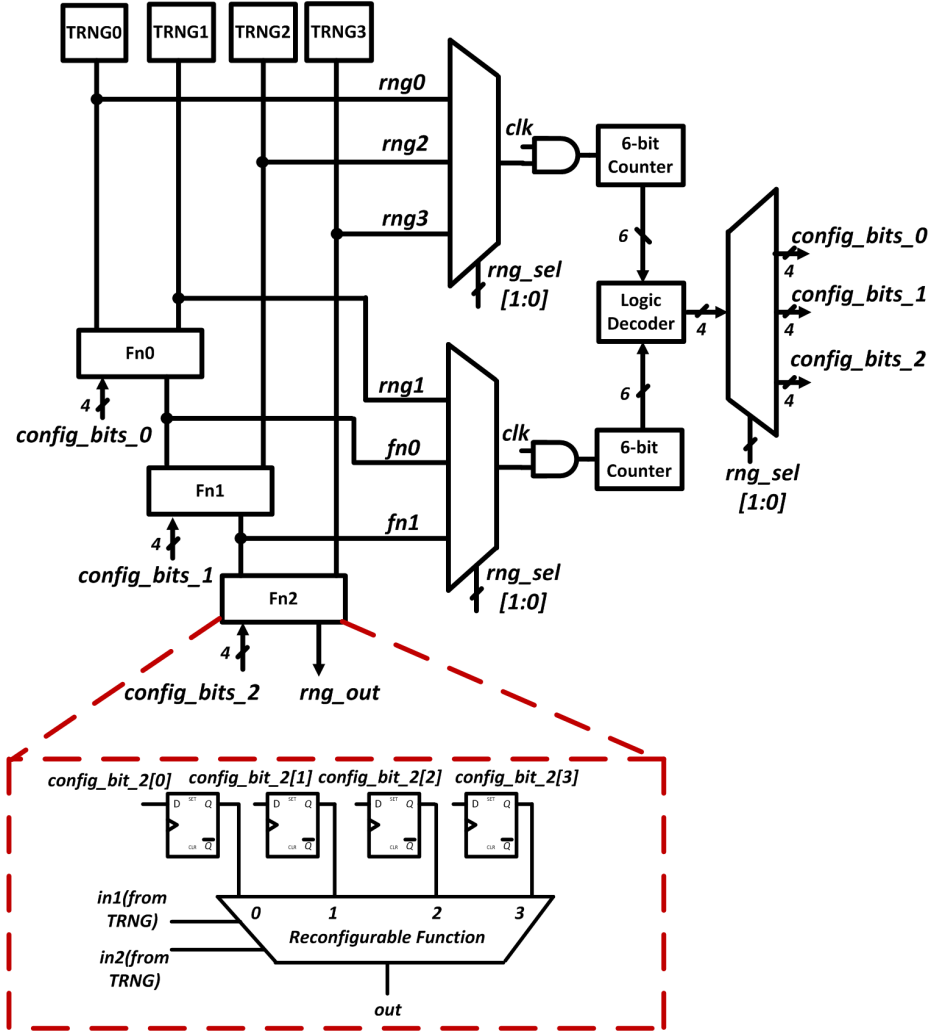 TRNG0
TRNG1
TRNG2
TRNG3
rng0
rng2
rng3
rng_sel
[1:0]
clk
6-bit
Counter
6
Logic
Decoder
4
config_bits_0
4
config_bits_1
4
config_bits_2
4
rng_sel
[1:0]
Fn0
4
config_bits_0
rng1
fn0
fn1
rng_sel
[1:0]
clk
6
6-bit
Counter
Fn1
4
config_bits_1
Fn2
4
config_bits_2
rng_out
config_bit_2[0]
config_bit_2[1]
config_bit_2[2]
config_bit_2[3]
D
SET
Q
CLR
Q
D
SET
Q
CLR
Q
D
SET
Q
CLR
Q
D
SET
Q
CLR
Q
in1(from
TRNG)
in2(from
TRNG)
0
1
2
3
Reconfigurable Function
out